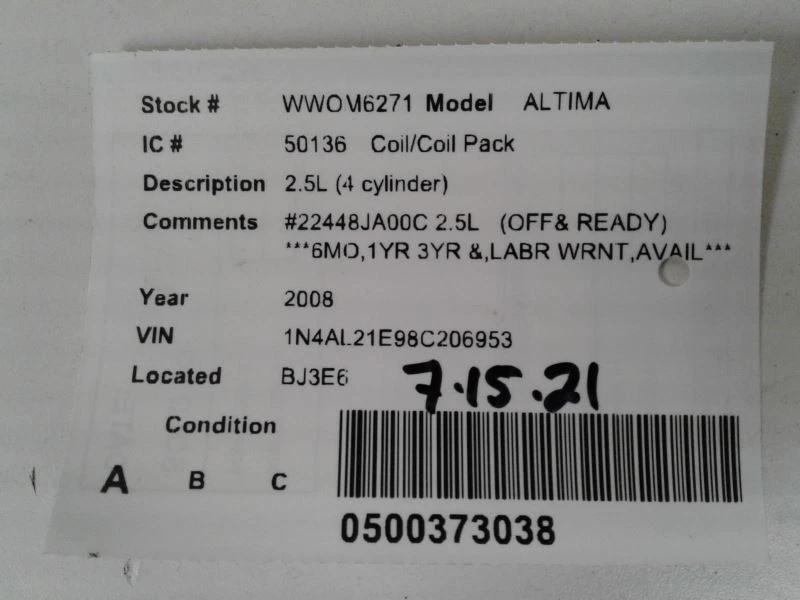 Stock # WWOM6271 Model ALTIMA
IC # 50136 Coil/Coil Pack
Description 2.5L (4 cylinder)
Comments #22448JA00C 2.5L (OFF& READY)
***6MO,1YR 3YR &,LABR WRNT,AVAIL***
Year 2008
VIN 1N4AL21E98C206953
Located BJ3E6 7.15.21
Condition
A B C
0500373038